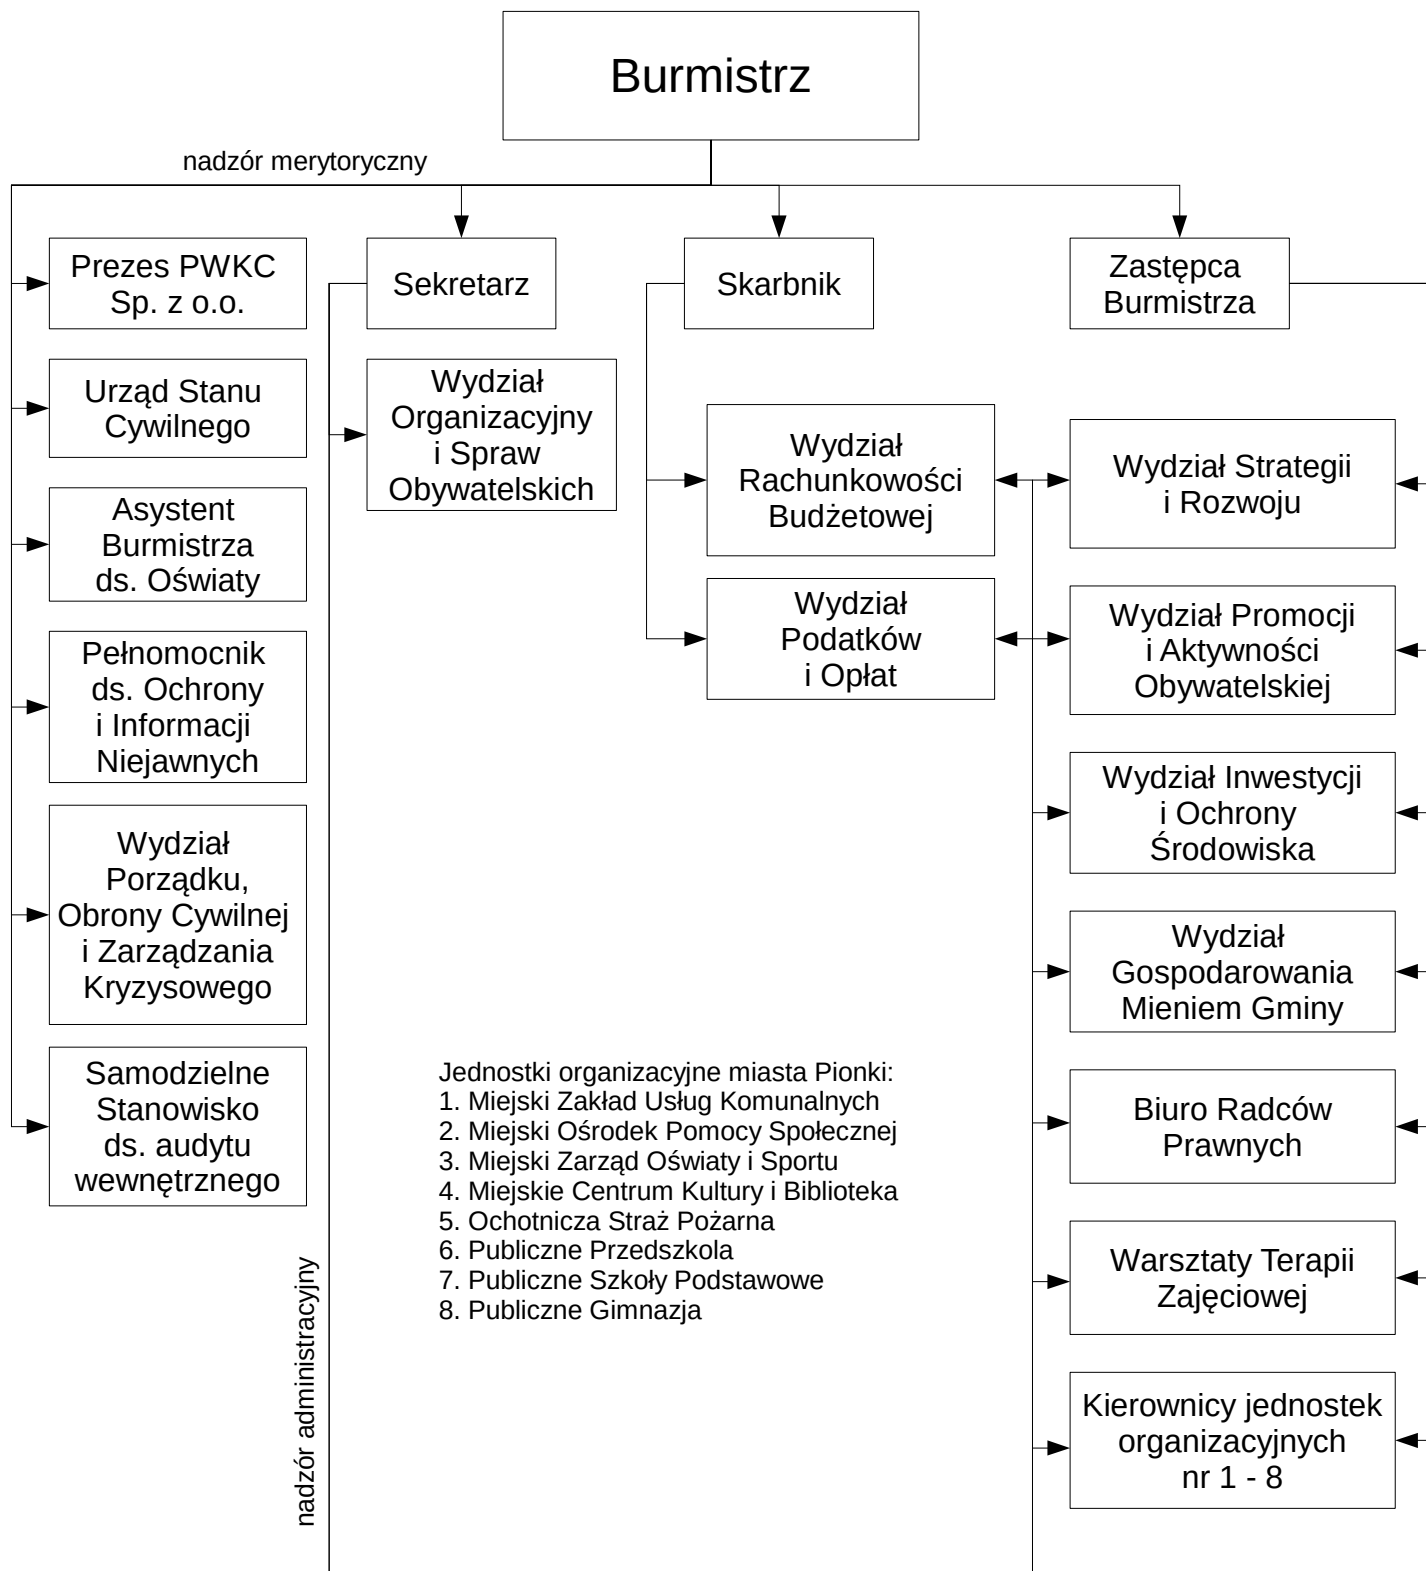 Burmistrz
nadzór merytoryczny
Prezes PWKC
Sp. z o.o.
Sekretarz
Skarbnik
Zastępca
Burmistrza
Urząd Stanu
Cywilnego
Wydział
Organizacyjny
i Spraw
Obywatelskich
Wydział
Rachunkowości
Budżetowej
Wydział Strategii
i Rozwoju
Asystent
Burmistrza
ds. Oświaty
Wydział
Podatków
i Opłat
Wydział Promocji
i Aktywności
Obywatelskiej
Pełnomocnik
ds. Ochrony
i Informacji
Niejawnych
Wydział Inwestycji
i Ochrony
Środowiska
Wydział
Porządku,
Obrony Cywilnej
i Zarządzania
Kryzysowego
Wydział
Gospodarowania
Mieniem Gminy
Samodzielne
Stanowisko
ds. audytu
wewnętrznego
Jednostki organizacyjne miasta Pionki:
1. Miejski Zakład Usług Komunalnych
2. Miejski Ośrodek Pomocy Społecznej
3. Miejski Zarząd Oświaty i Sportu
4. Miejskie Centrum Kultury i Biblioteka
5. Ochotnicza Straż Pożarna
6. Publiczne Przedszkola
7. Publiczne Szkoły Podstawowe
8. Publiczne Gimnazja
Biuro Radców
Prawnych
Warsztaty Terapii
Zajęciowej
nadzór administracyjny
Kierownicy jednostek
organizacyjnych
nr 1 - 8